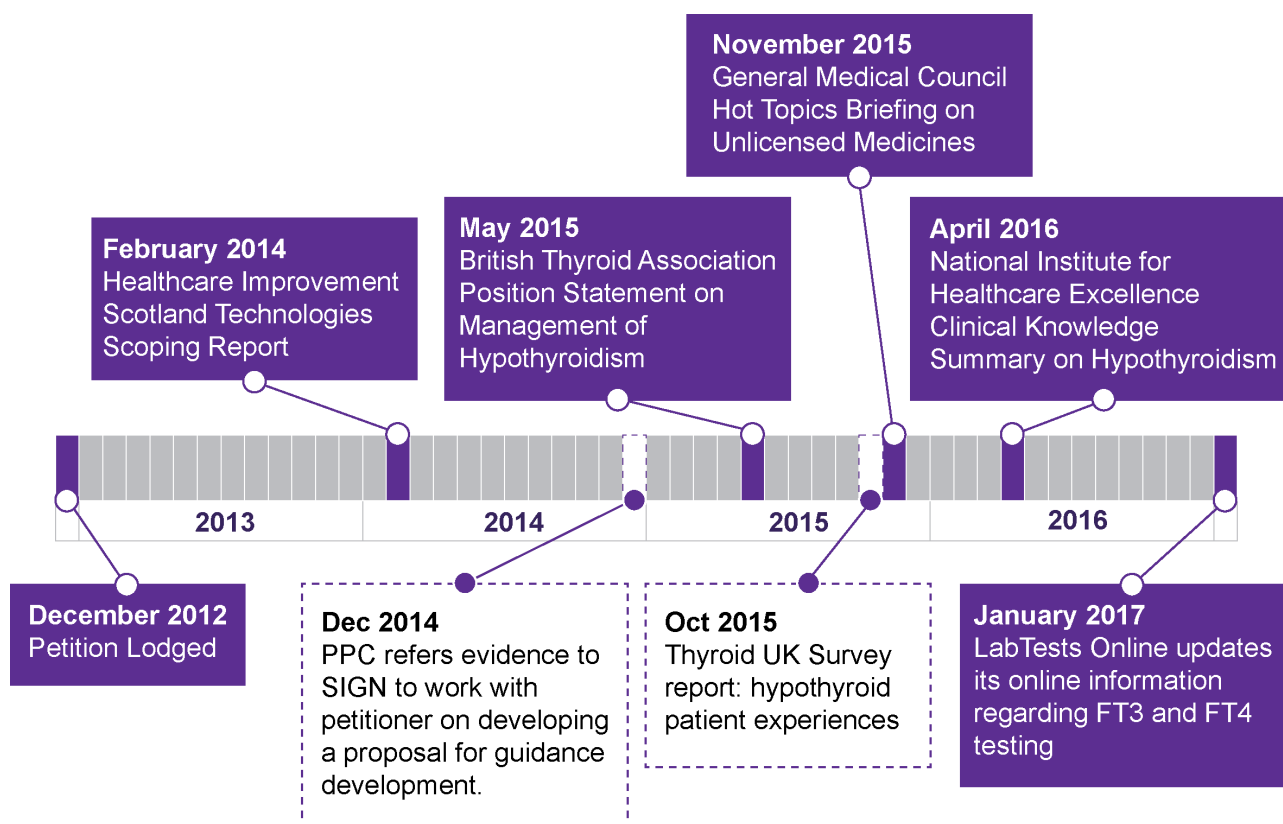 November 2015
General Medical Council
Hot Topics Briefing on
Unlicensed Medicines
February 2014
Healthcare Improvement
Scotland Technologies
Scoping Report
May 2015
British Thyroid Association
Position Statement on
Management of
Hypothyroidism
April 2016
National Institute for
Healthcare Excellence
Clinical Knowledge
Summary on Hypothyroidism
2013
2014
2015
2016
December 2012
Petition Lodged
Dec 2014
PPC refers evidence to
SIGN to work with
petitioner on developing
a proposal for guidance
development.
Oct 2015
Thyroid UK Survey
report: hypothyroid
patient experiences
January 2017
LabTests Online updates
its online information
regarding FT3 and FT4
testing